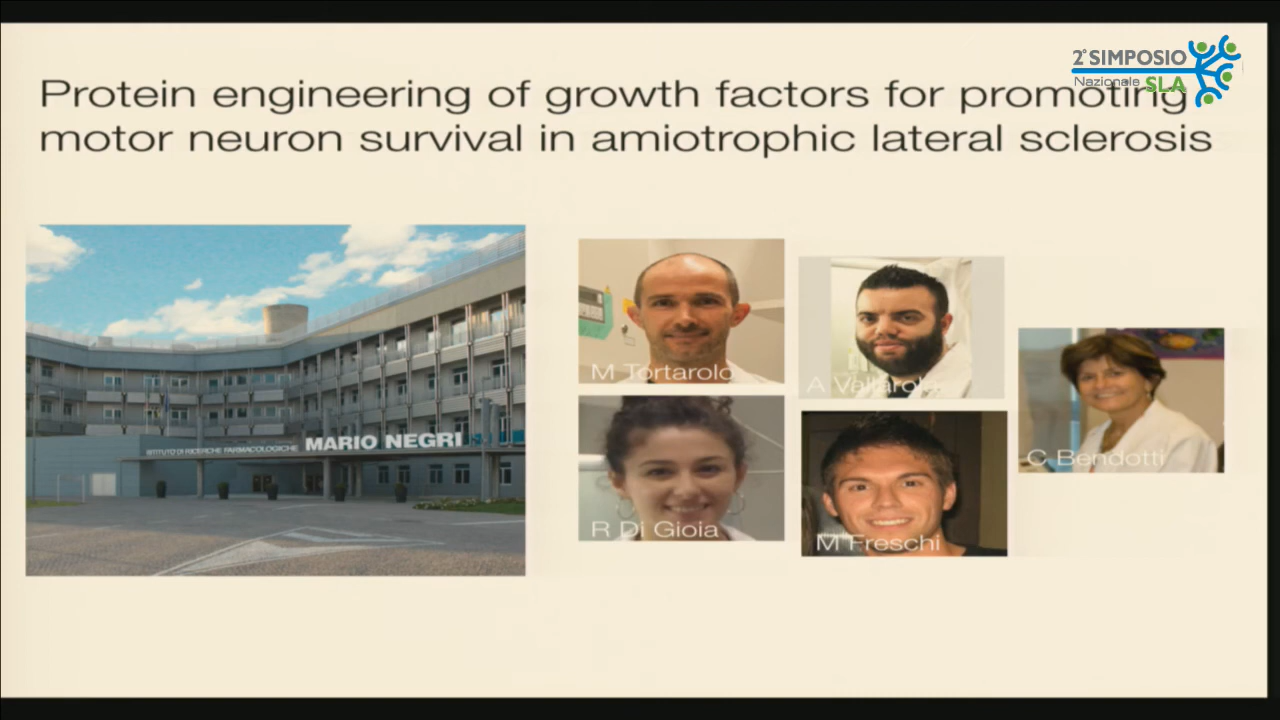 2° SIMPOSIO
Nazionale SLA
Protein engineering of growth factors for promoting
motor neuron survival in amiotrophic lateral sclerosis
ISTITUTO DI RICERCHE FARMACOLOGICHE MARIO NEGRI
M Tortarolo
A Vallarola
C Bendotti
R Di Gioia
M Freschi